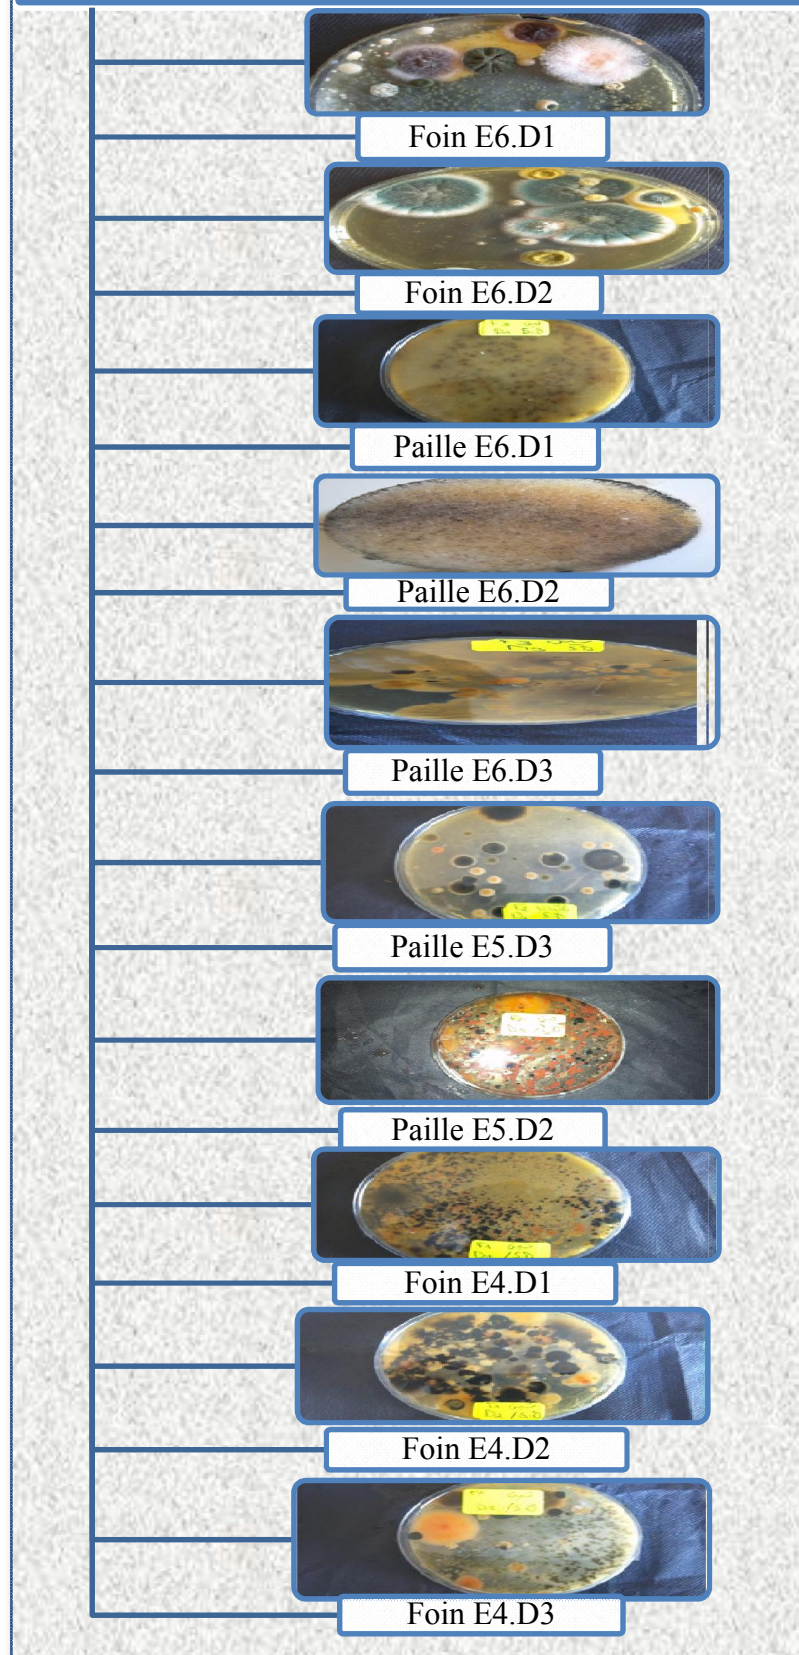 Foin E6.D1
Foin E6.D2
Paille E6.D1
Paille E6.D2
Paille E6.D3
Paille E5.D3
Paille E5.D2
Foin E4.D1
Foin E4.D2
Foin E4.D3